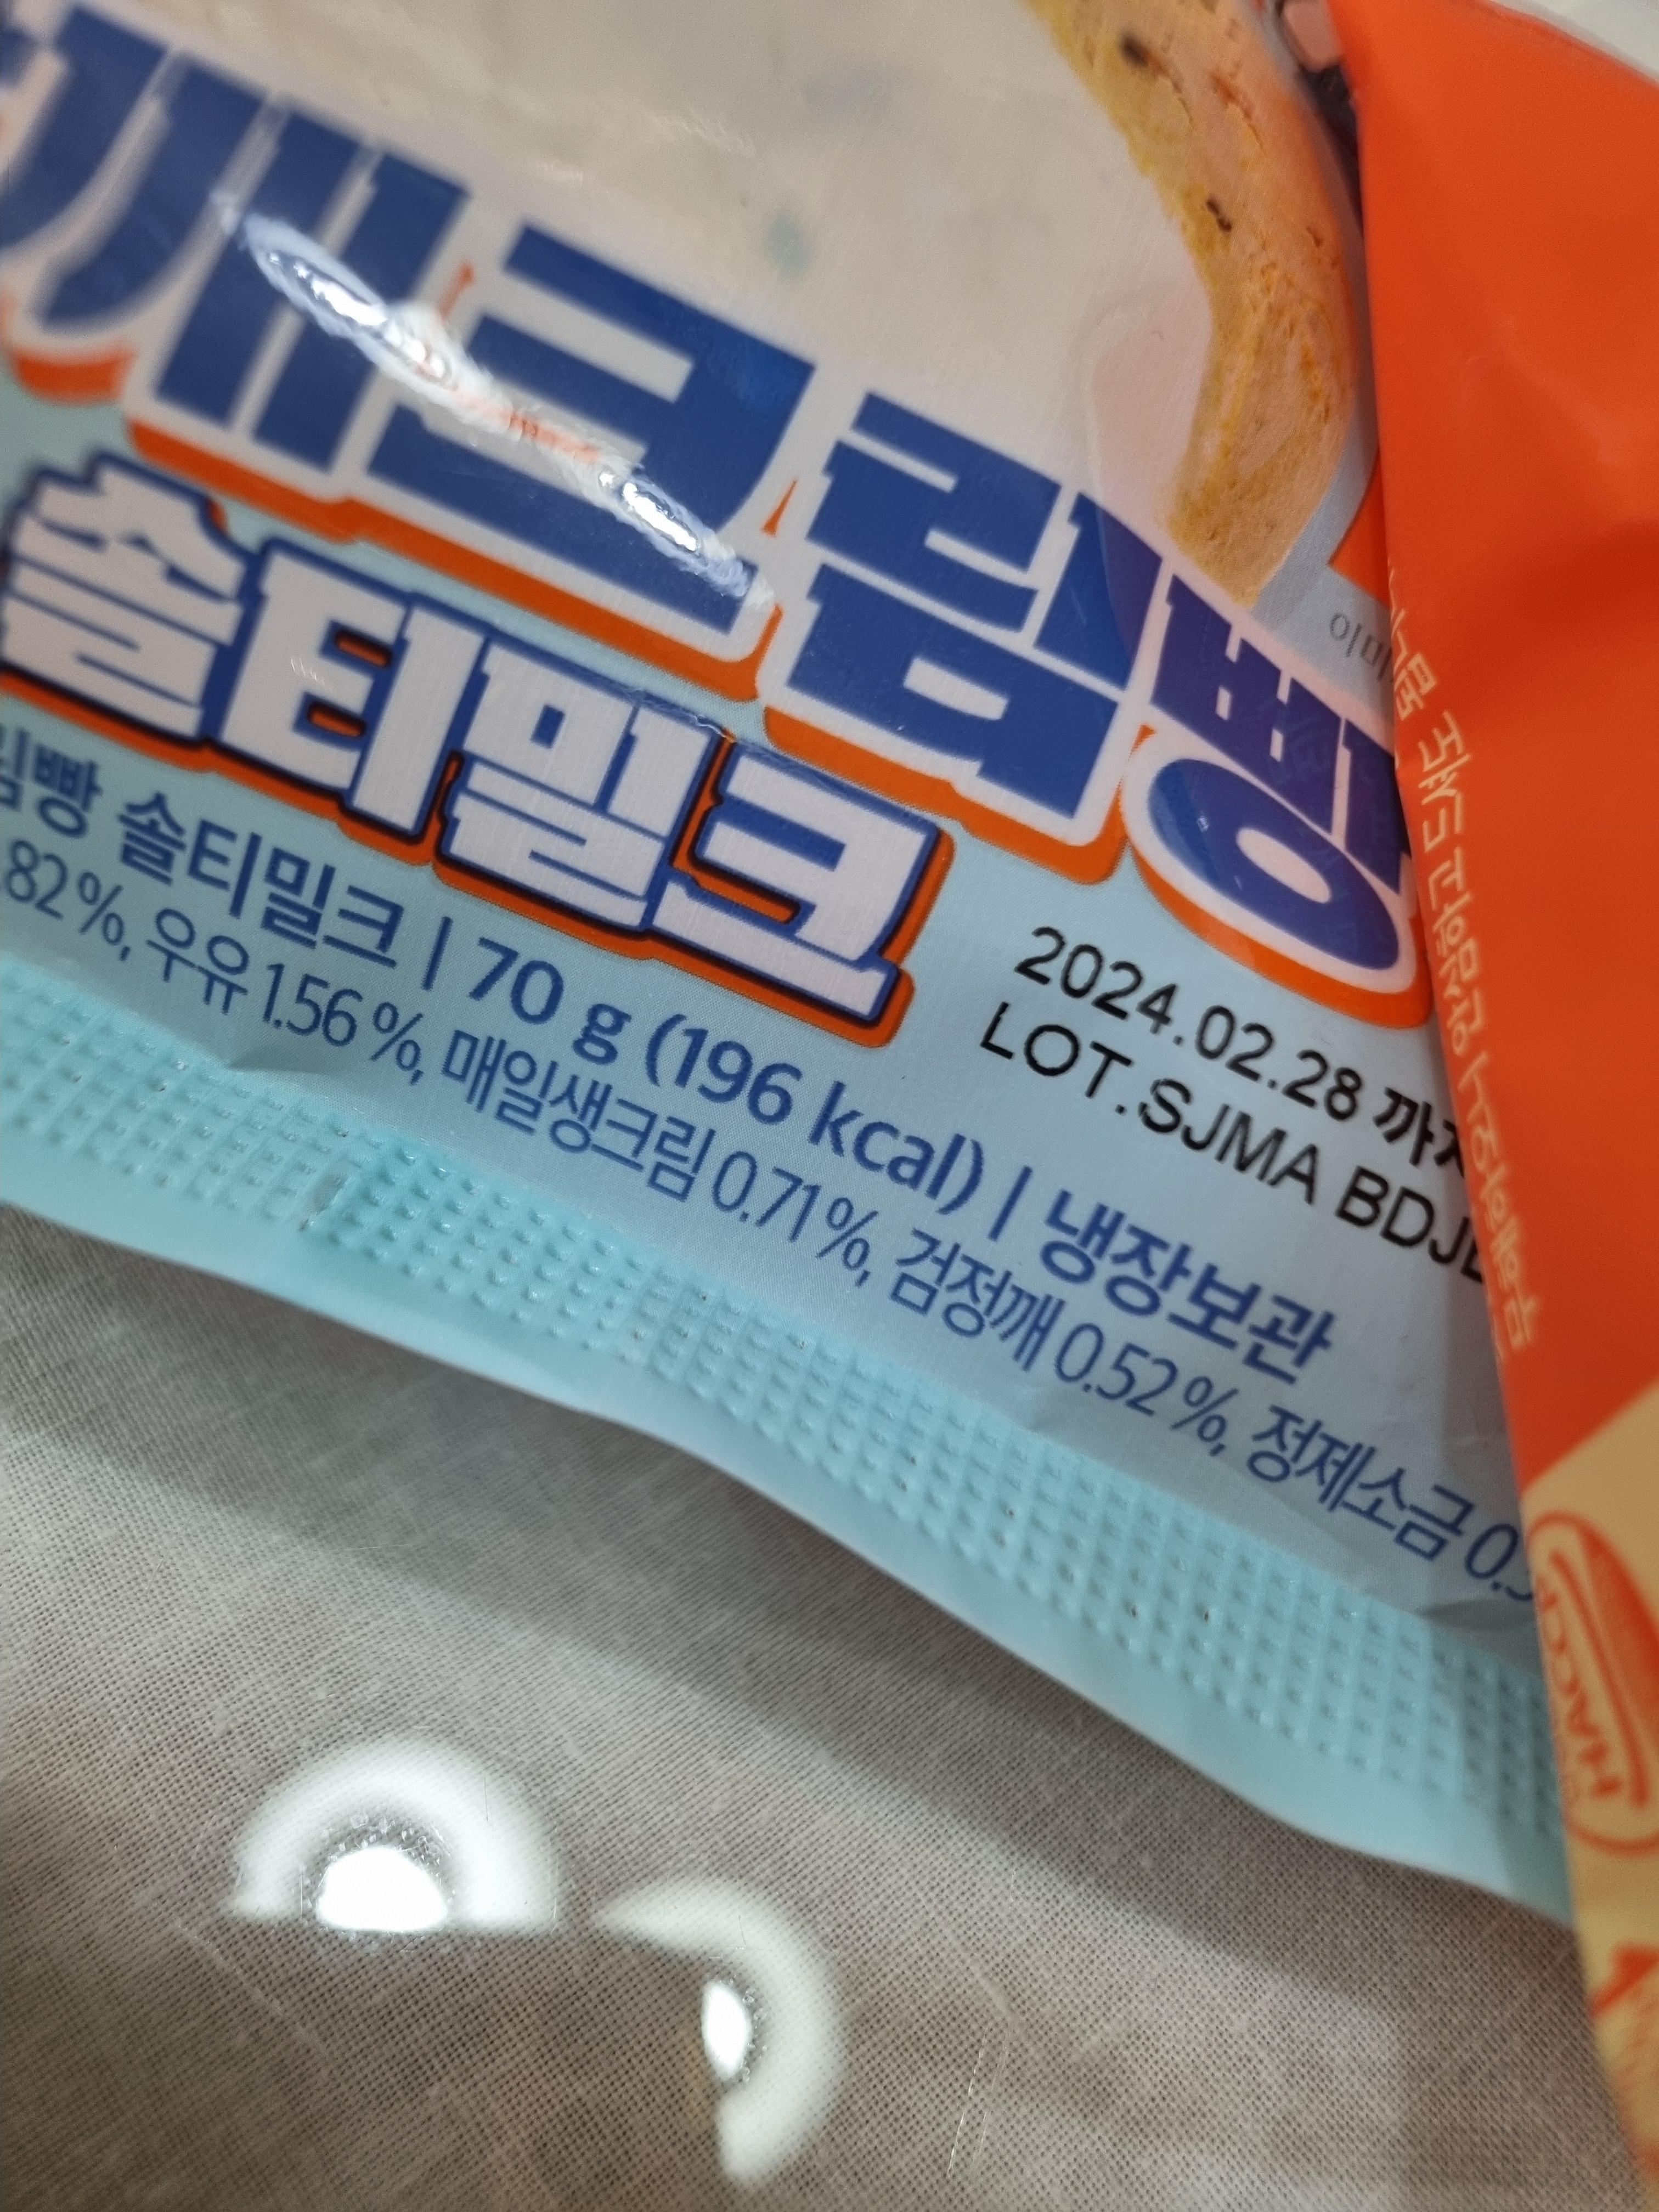 깨크림빵
솔티밀크
2024.02.28 까지
LOT.SJMA
림빵 솔티밀크 | 70 g (196 kcal) | 냉장보관
.82%, 우유 1.56%, 매일생크림 0.71%, 검정깨 0.52%, 정제소금 0.